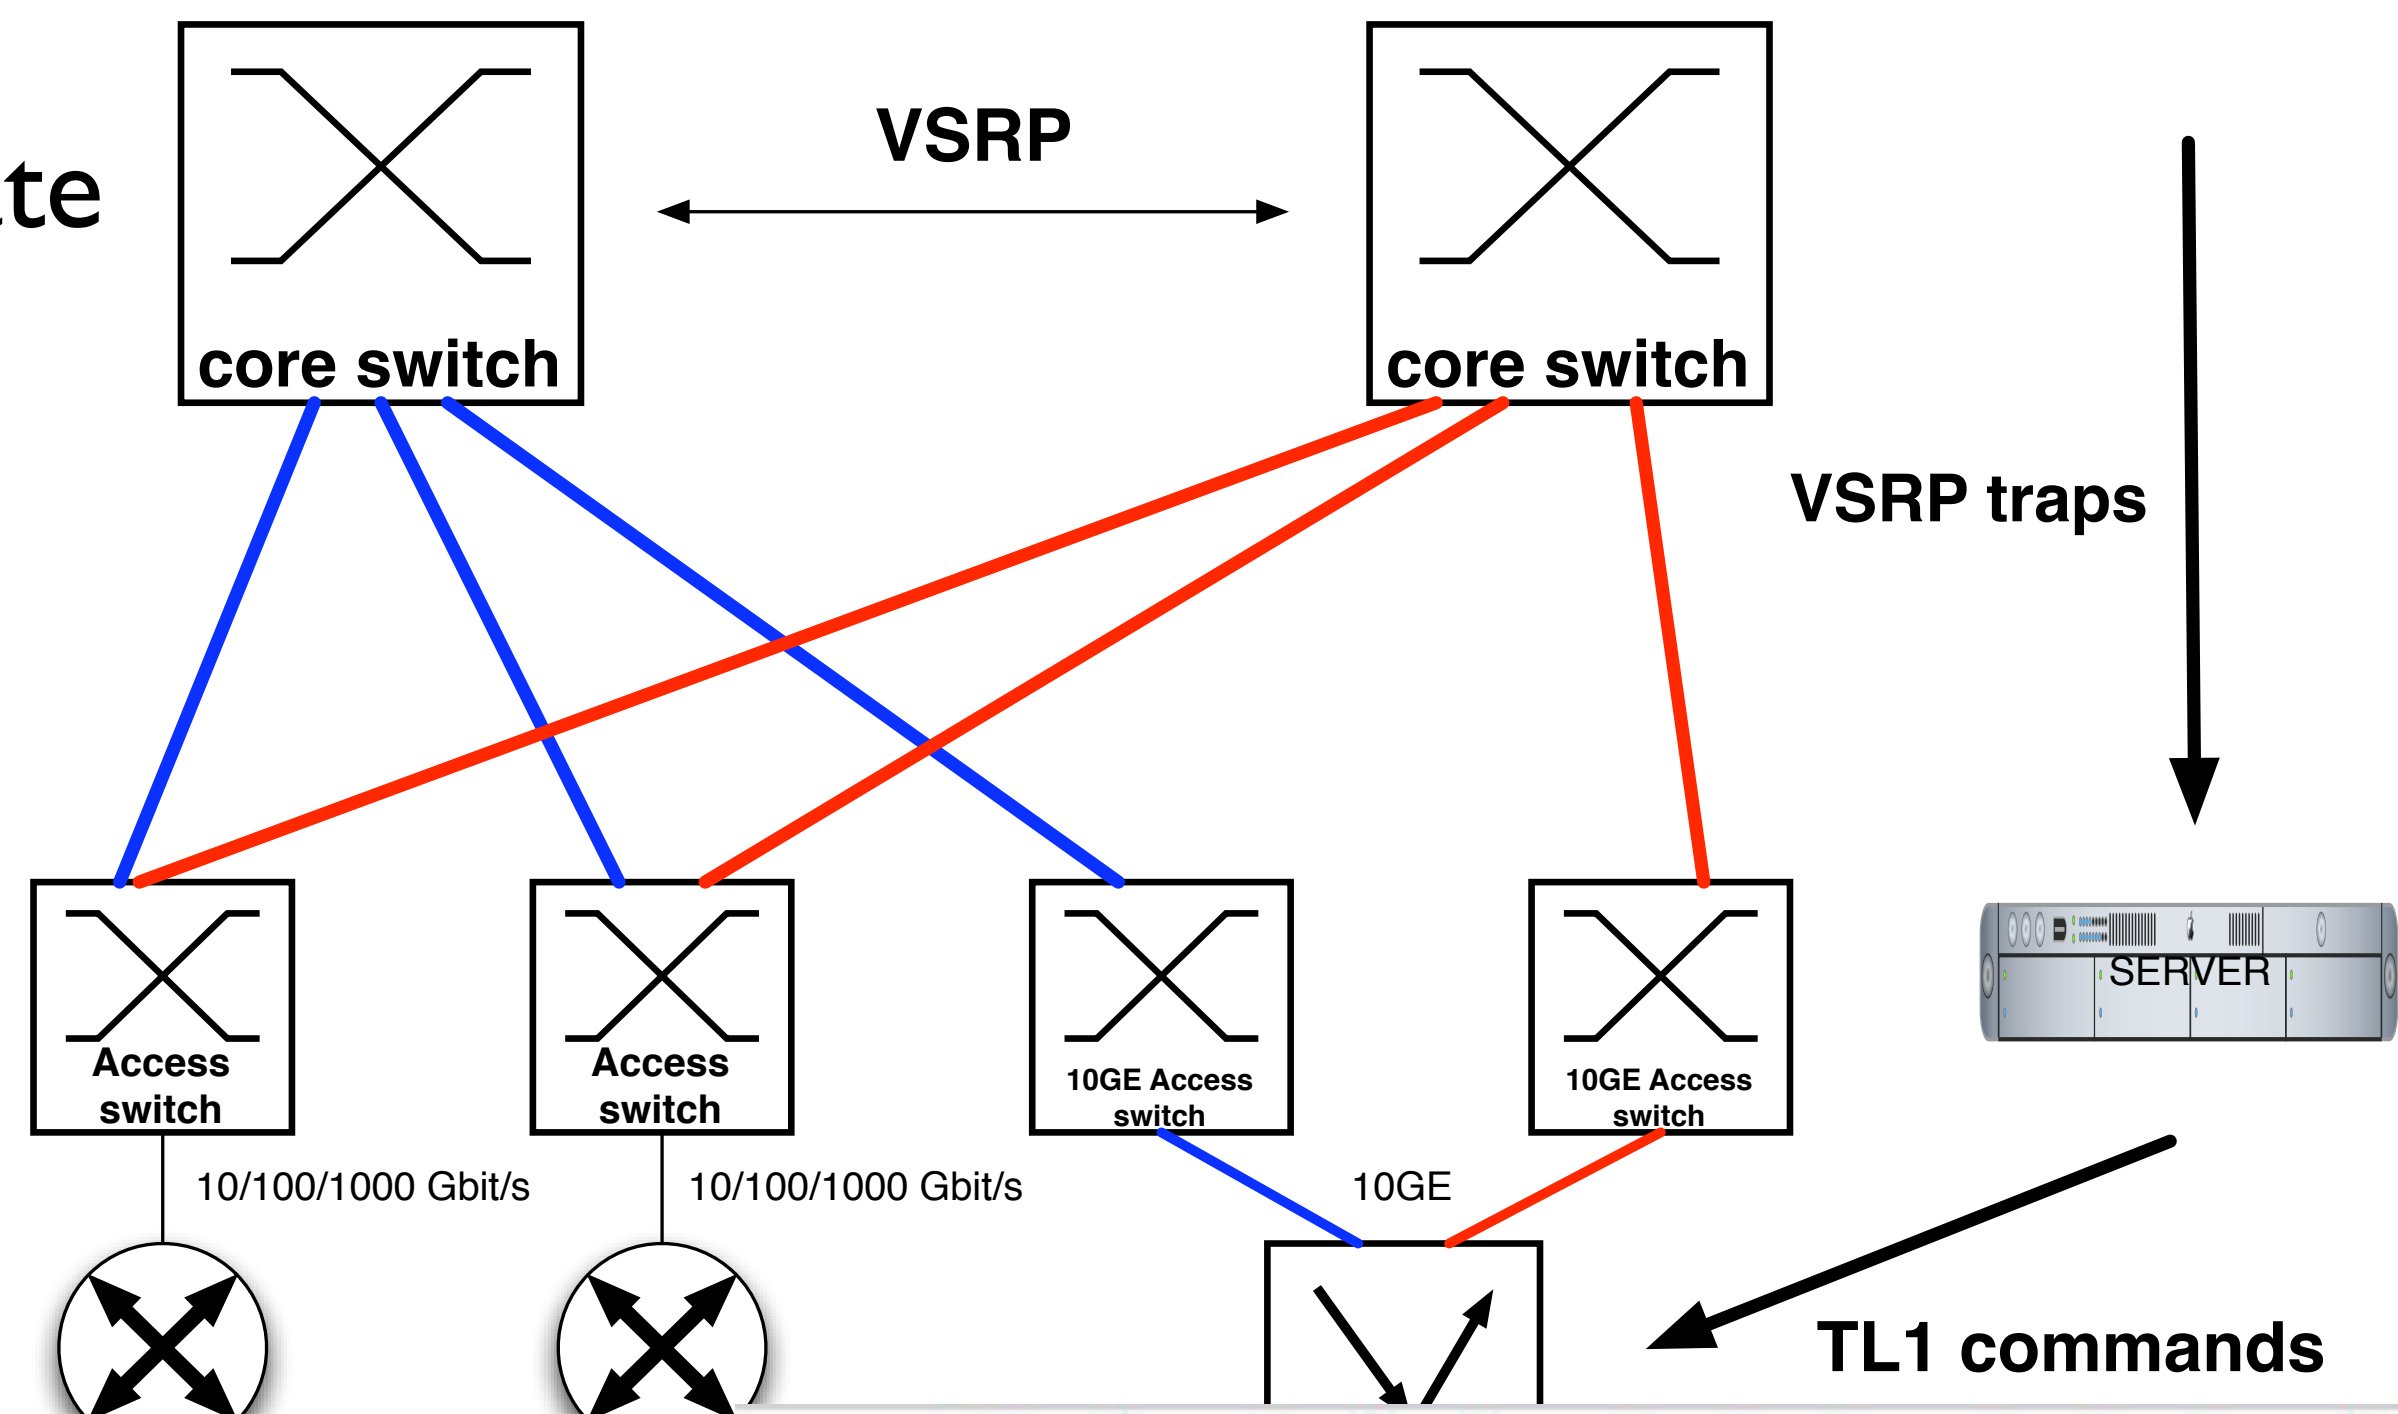 VSRP
core switch
core switch
VSRP traps
Access
switch
Access
switch
10GE Access
switch
10GE Access
switch
SERVER
10/100/1000 Gbit/s
10/100/1000 Gbit/s
10GE
TL1 commands